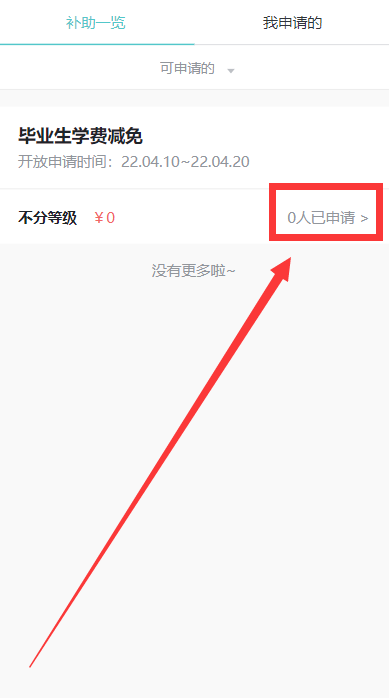 补助一览 我申请的
可申请的
毕业生学费减免
开放申请时间：22.04.10~22.04.20
不分等级 ￥0 0人已申请 >
没有更多啦~